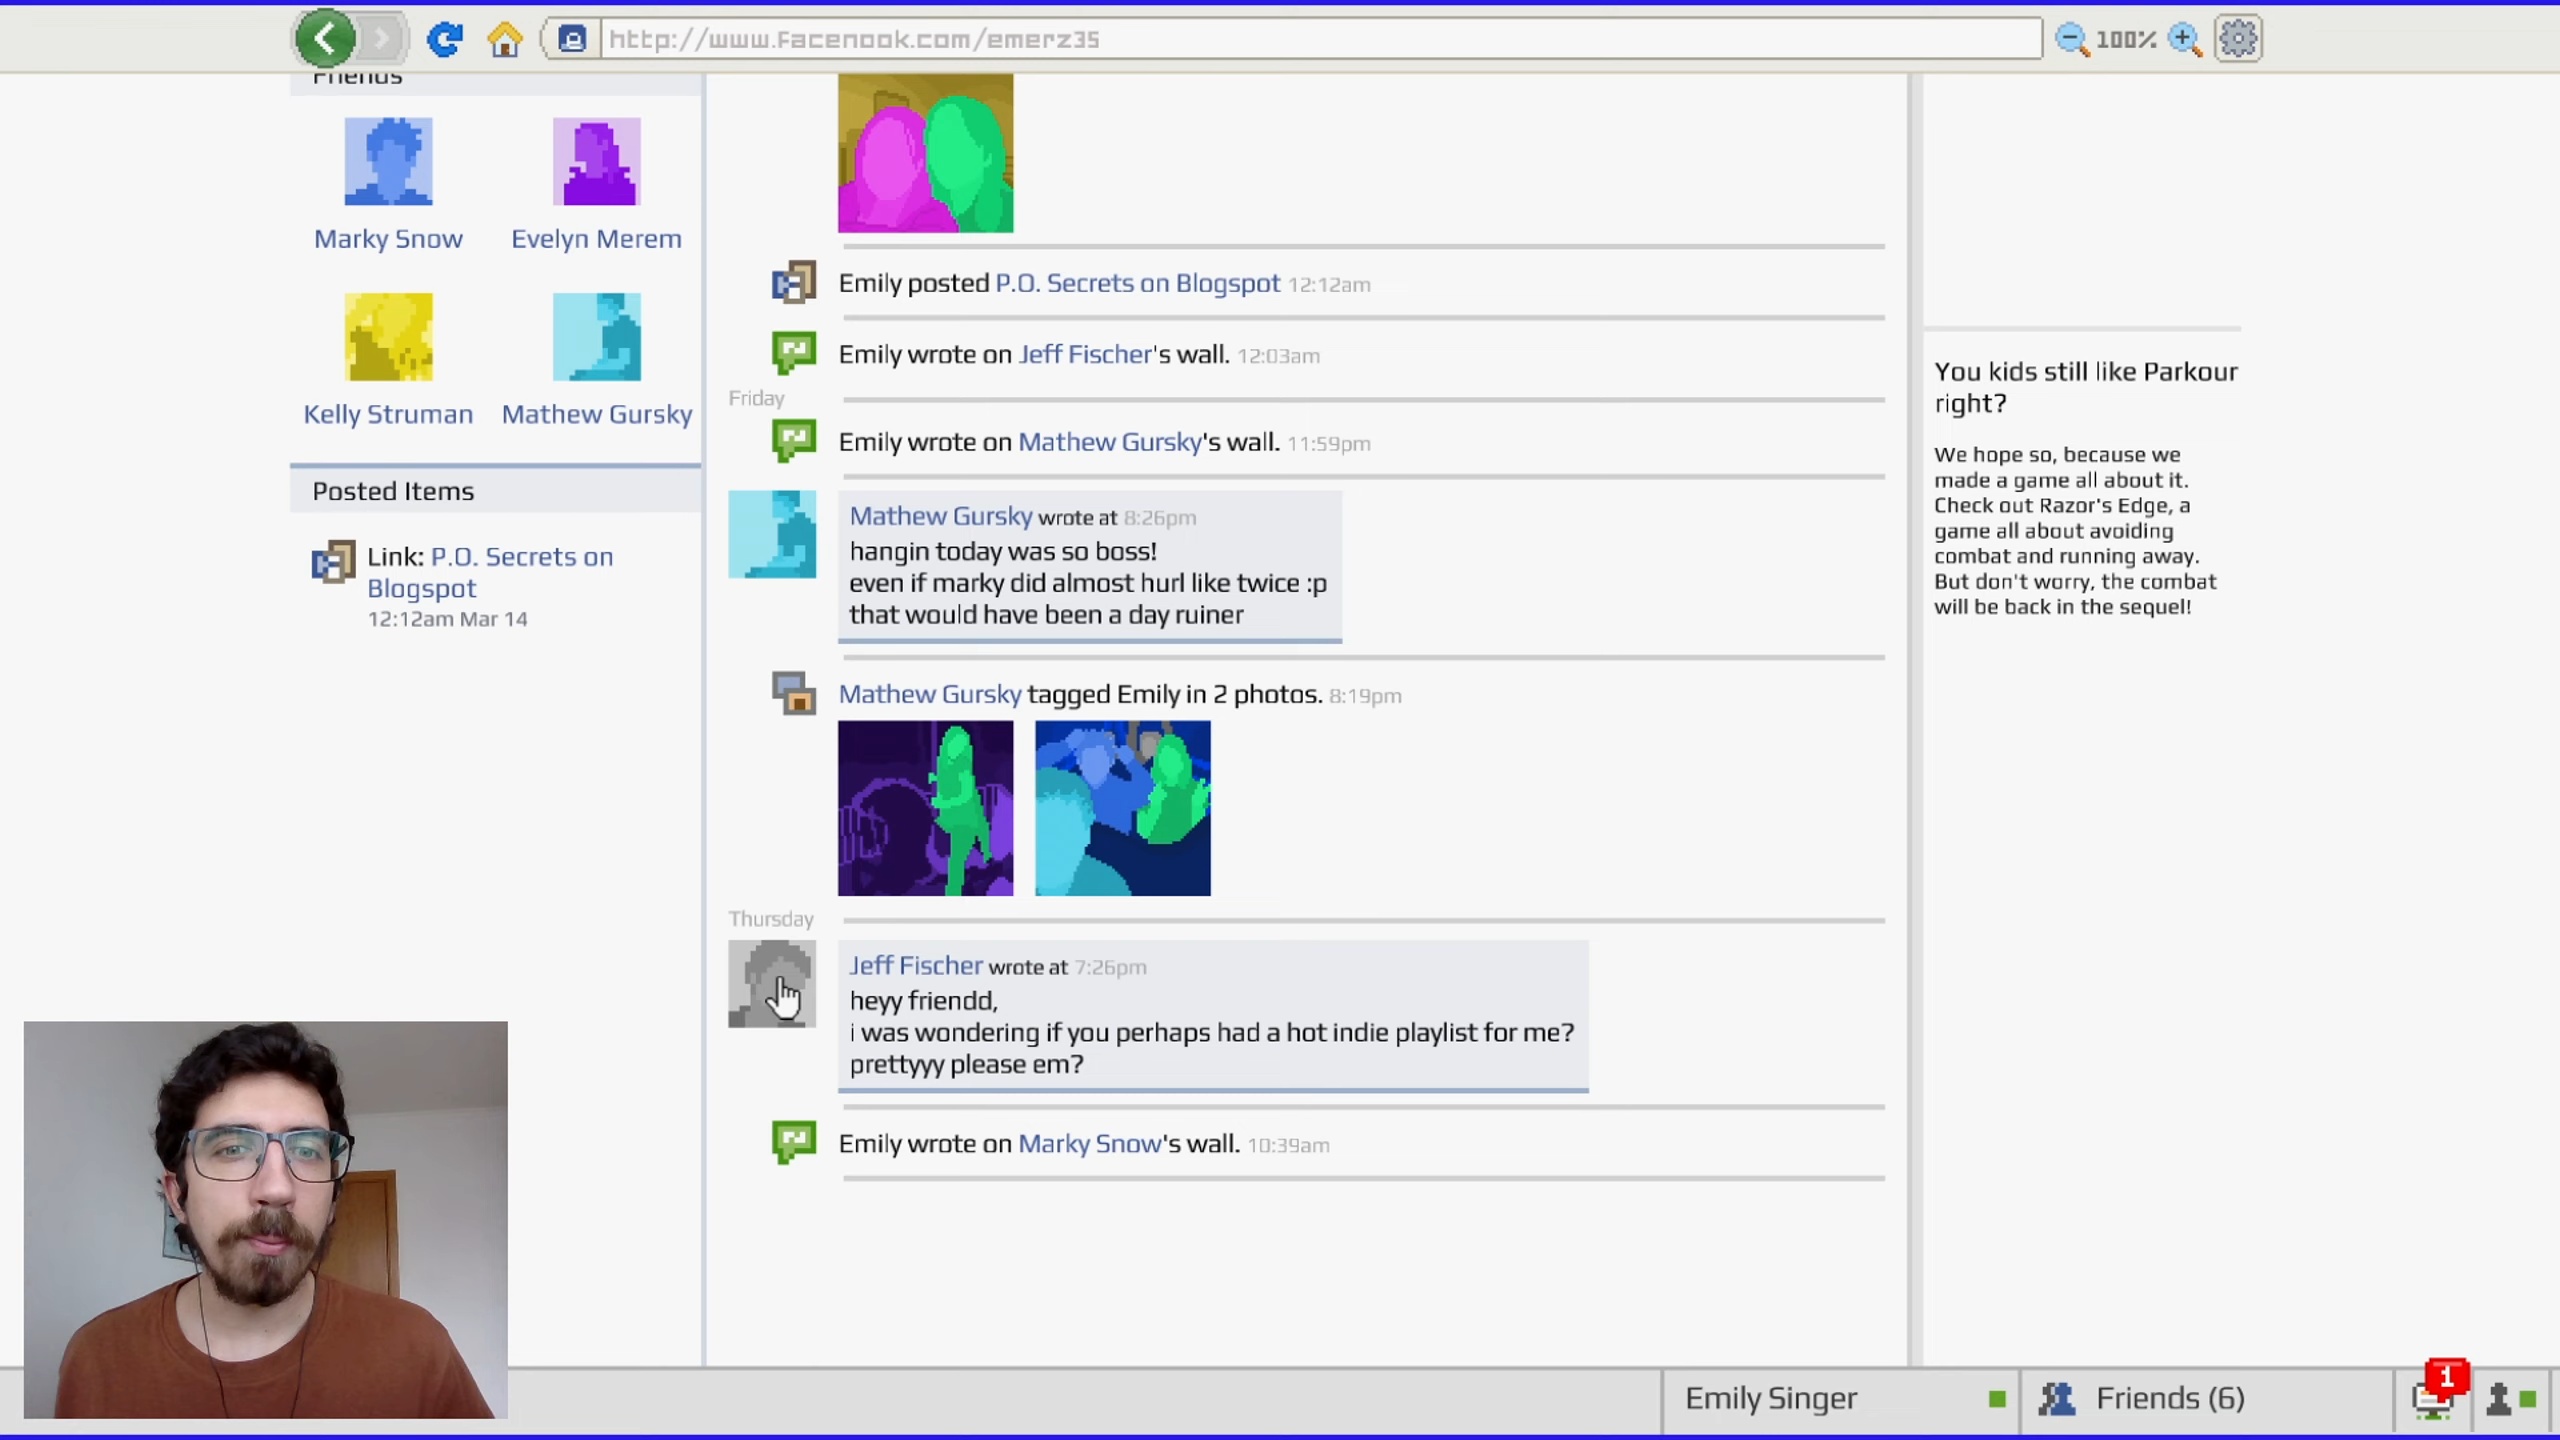 http://www.Facenook.com/emerz35
100%
Friends
Marky Snow
Evelyn Merem
Kelly Struman
Mathew Gursky
Posted Items
Link: P.O. Secrets on
Blogspot
12:12am Mar 14
Emily posted P.O. Secrets on Blogspot 12:12am
Emily wrote on Jeff Fischer's wall. 12:03am
Friday
Emily wrote on Mathew Gursky's wall. 11:59pm
Mathew Gursky wrote at 8:26pm
hangin today was so boss!
even if marky did almost hurl like twice :p
that would have been a day ruiner
Mathew Gursky tagged Emily in 2 photos. 8:19pm
Thursday
Jeff Fischer wrote at 7:26pm
heyy friendd,
i was wondering if you perhaps had a hot indie playlist for me?
prettyyy please em?
Emily wrote on Marky Snow's wall. 10:39am
You kids still like Parkour
right?
We hope so, because we
made a game all about it.
Check out Razor's Edge, a
game all about avoiding
combat and running away.
But don't worry, the combat
will be back in the sequel!
Emily Singer
Friends (6)
1